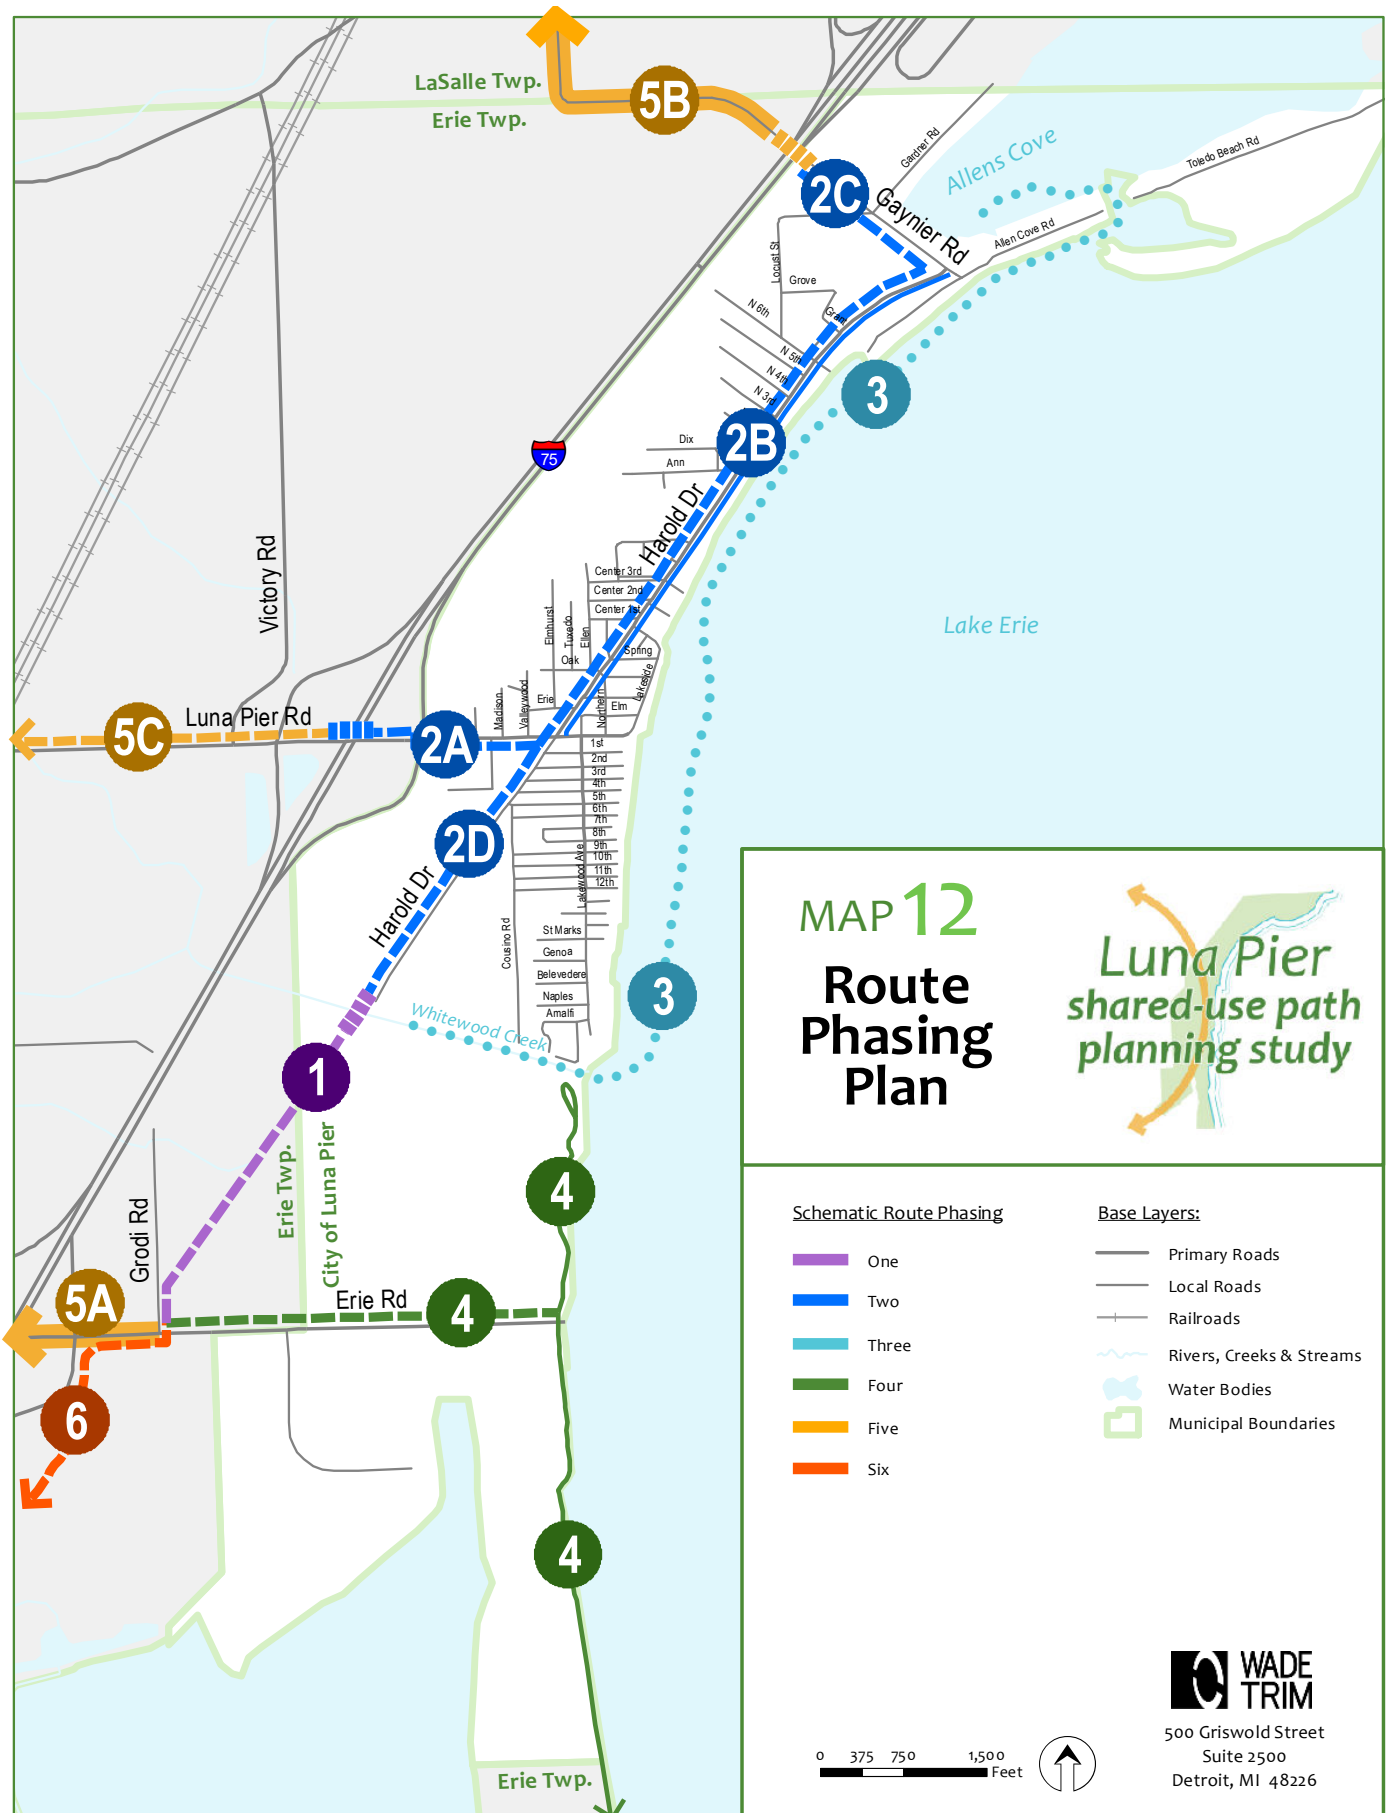 LaSalle Twp.
Erie Twp.
5B
2C
Gardner Rd
Allens Cove
Toledo Beach Rd
Gaynier Rd
Allen Cove Rd
Locust St
Grove
Grant
N 6th
N 5th
N 4th
N 3rd
3
2B
Dix
Ann
75
Harold Dr
Victory Rd
Center 3rd
Center 2nd
Center 1st
Elmhurst
Tuxedo
Ellen
Oak
Spring
Lakeside
Lake Erie
Madison
Valleywood
Erie
Northern
Elm
5C
Luna Pier Rd
2A
1st
2nd
3rd
4th
5th
6th
7th
8th
9th
10th
11th
12th
2D
Harold Dr
Lakewood Ave
Cousino Rd
St Marks
Genoa
Belevedere
Naples
Amalfi
Whitewood Creek
3
1
Erie Twp.
City of Luna Pier
4
Grodi Rd
5A
Erie Rd
4
6
4
Erie Twp.
MAP 12
Route
Phasing
Plan
Luna Pier
shared-use path
planning study
Schematic Route Phasing
One
Two
Three
Four
Five
Six
Base Layers:
Primary Roads
Local Roads
Railroads
Rivers, Creeks & Streams
Water Bodies
Municipal Boundaries
WADE
TRIM
500 Griswold Street
Suite 2500
Detroit, MI 48226
0 375 750 1,500
Feet